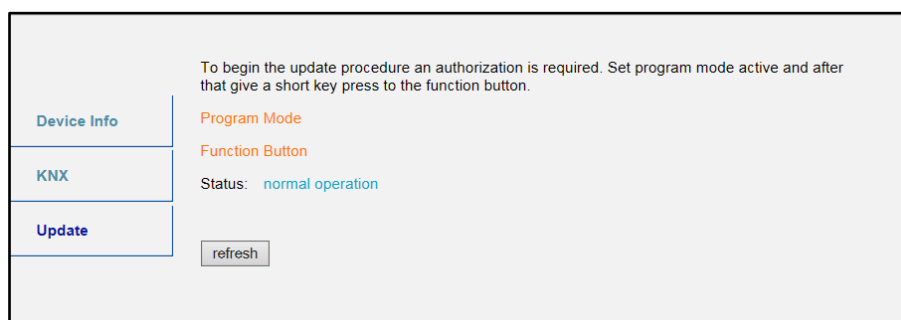 To begin the update procedure an authorization is required. Set program mode active and after
that give a short key press to the function button.
Device Info
Program Mode
Function Button
KNX
Status: normal operation
Update
refresh